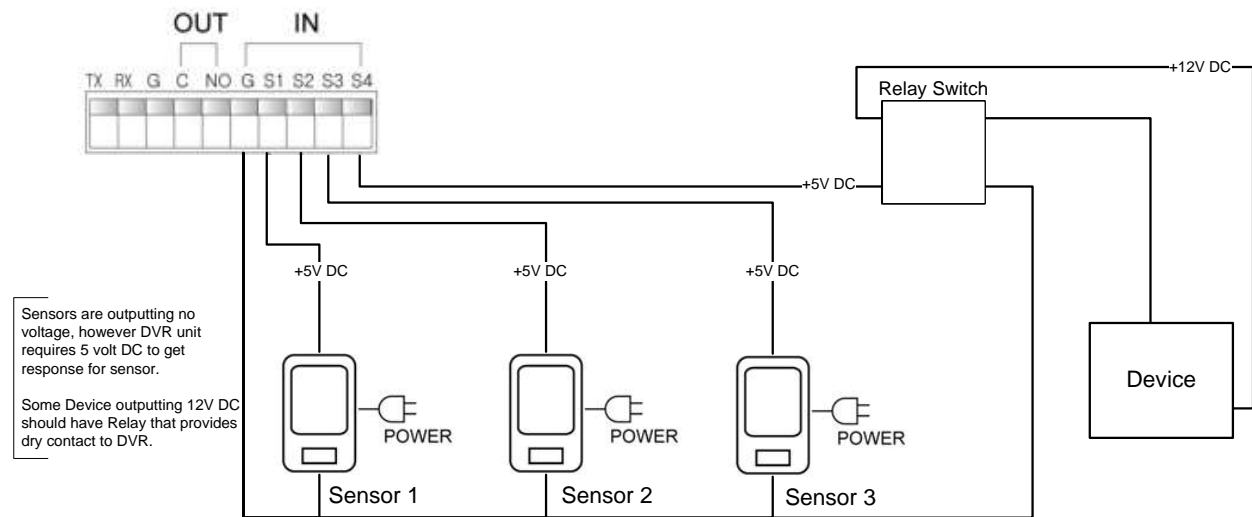 OUT IN
TX RX G C NO G S1 S2 S3 S4
+12V DC
Relay Switch
+5V DC
+5V DC
+5V DC
+5V DC
Sensors are outputting no
voltage, however DVR unit
requires 5 volt DC to get
response for sensor.
Some Device outputting 12V DC
should have Relay that provides
dry contact to DVR.
POWER
POWER
POWER
Device
Sensor 1
Sensor 2
Sensor 3